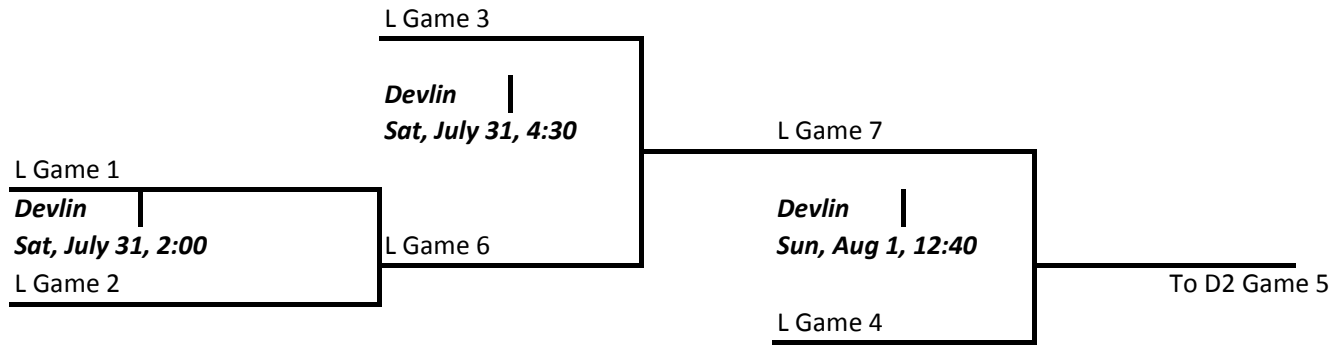 L Game 3
Devlin
Sat, July 31, 4:30
L Game 7
L Game 1
Devlin
Devlin
Sat, July 31, 2:00
L Game 6
Sun, Aug 1, 12:40
L Game 2
To D2 Game 5
L Game 4